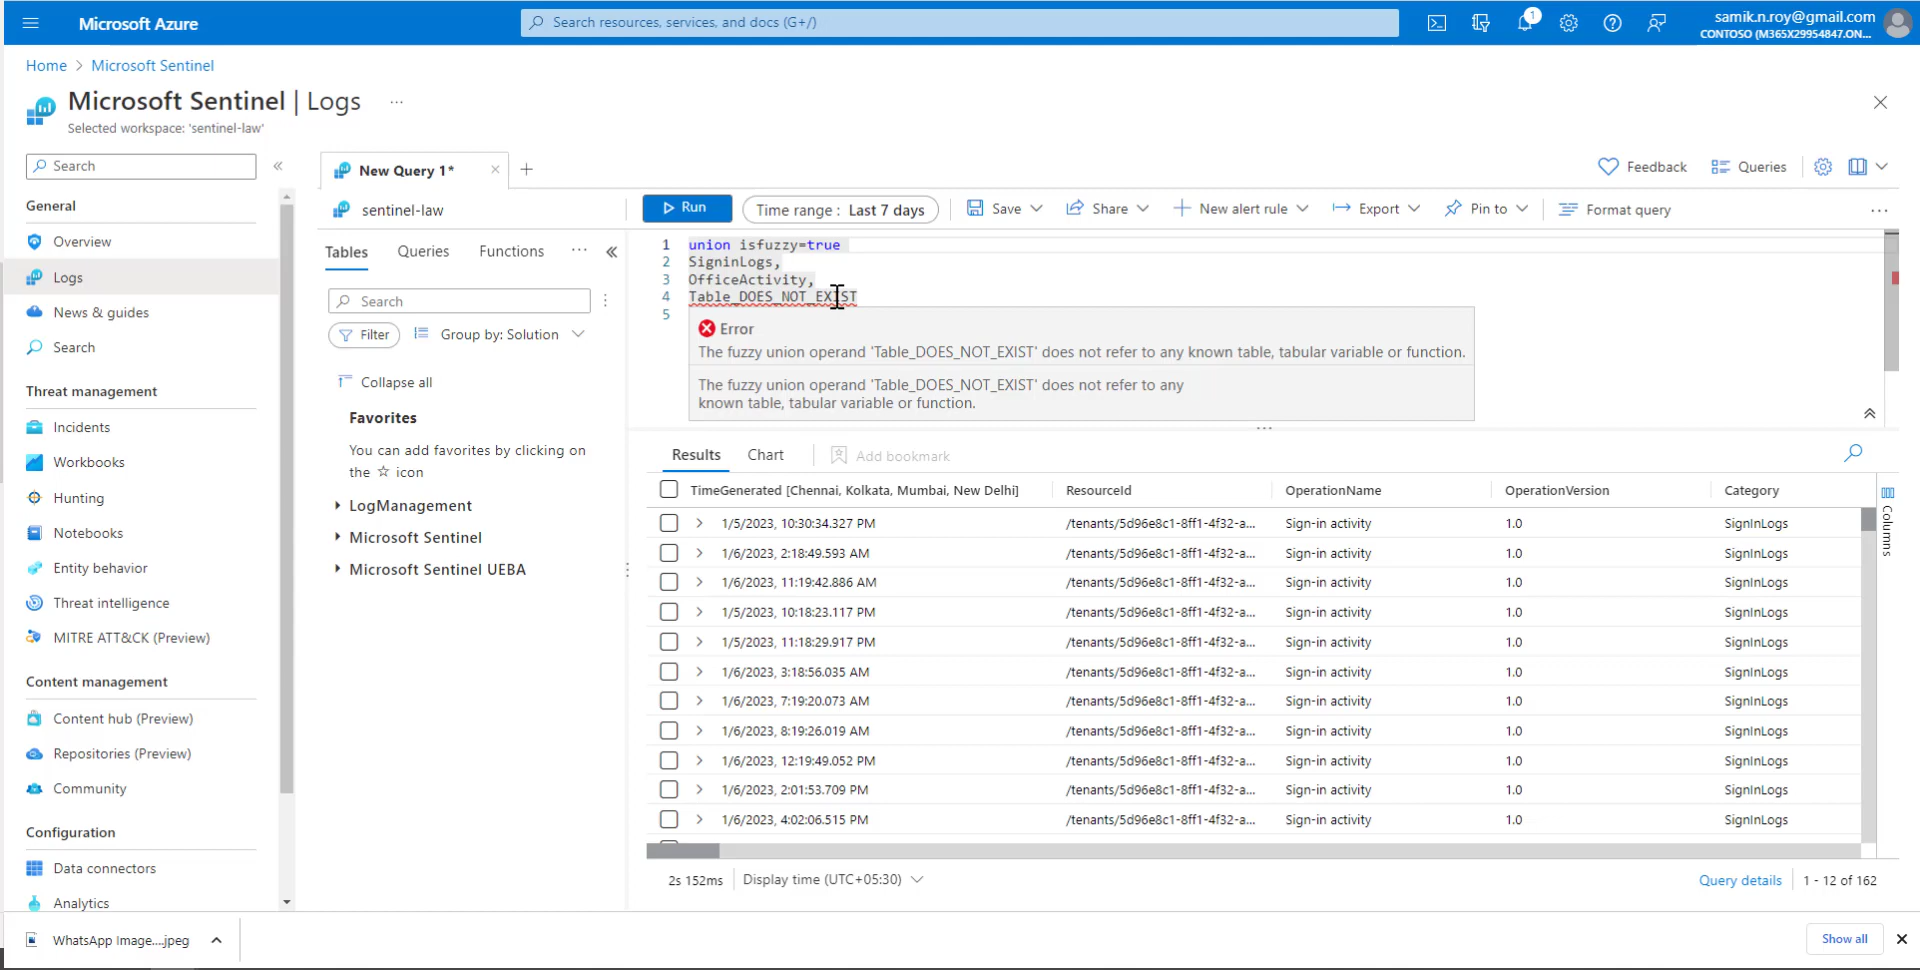 Microsoft Azure
Search resources, services, and docs (G+/)
1
samik.n.roy@gmail.com
CONTOSO (M365X29954847.ON...
Home > Microsoft Sentinel
Microsoft Sentinel | Logs ...
Selected workspace: 'sentinel-law'
Search
«
General
Overview
Logs
News & guides
Search
Threat management
Incidents
Workbooks
Hunting
Notebooks
Entity behavior
Threat intelligence
MITRE ATT&CK (Preview)
Content management
Content hub (Preview)
Repositories (Preview)
Community
Configuration
Data connectors
Analytics
New Query 1*
sentinel-law
Feedback
Queries
Run
Time range : Last 7 days
Save
Share
New alert rule
Export
Pin to
Format query
...
Tables
Queries
Functions
...
«
Search
Filter
Group by: Solution
Collapse all
Favorites
You can add favorites by clicking on
the ☆ icon
LogManagement
Microsoft Sentinel
Microsoft Sentinel UEBA
1 union isfuzzy=true
2 SigninLogs,
3 OfficeActivity,
4 Table_DOES_NOT_EXIST
5
Error
The fuzzy union operand 'Table_DOES_NOT_EXIST' does not refer to any known table, tabular variable or function.
The fuzzy union operand 'Table_DOES_NOT_EXIST' does not refer to any
known table, tabular variable or function.
Results
Chart
Add bookmark
TimeGenerated [Chennai, Kolkata, Mumbai, New Delhi] ResourceId OperationName OperationVersion Category
1/5/2023, 10:30:34.327 PM /tenants/5d96e8c1-8ff1-4f32-a... Sign-in activity 1.0 SignInLogs
1/6/2023, 2:18:49.593 AM /tenants/5d96e8c1-8ff1-4f32-a... Sign-in activity 1.0 SignInLogs
1/6/2023, 11:19:42.886 AM /tenants/5d96e8c1-8ff1-4f32-a... Sign-in activity 1.0 SignInLogs
1/5/2023, 10:18:23.117 PM /tenants/5d96e8c1-8ff1-4f32-a... Sign-in activity 1.0 SignInLogs
1/5/2023, 11:18:29.917 PM /tenants/5d96e8c1-8ff1-4f32-a... Sign-in activity 1.0 SignInLogs
1/6/2023, 3:18:56.035 AM /tenants/5d96e8c1-8ff1-4f32-a... Sign-in activity 1.0 SignInLogs
1/6/2023, 7:19:20.073 AM /tenants/5d96e8c1-8ff1-4f32-a... Sign-in activity 1.0 SignInLogs
1/6/2023, 8:19:26.019 AM /tenants/5d96e8c1-8ff1-4f32-a... Sign-in activity 1.0 SignInLogs
1/6/2023, 12:19:49.052 PM /tenants/5d96e8c1-8ff1-4f32-a... Sign-in activity 1.0 SignInLogs
1/6/2023, 2:01:53.709 PM /tenants/5d96e8c1-8ff1-4f32-a... Sign-in activity 1.0 SignInLogs
1/6/2023, 4:02:06.515 PM /tenants/5d96e8c1-8ff1-4f32-a... Sign-in activity 1.0 SignInLogs
Columns
2s 152ms
Display time (UTC+05:30)
Query details
1 - 12 of 162
WhatsApp Image....jpeg
Show all